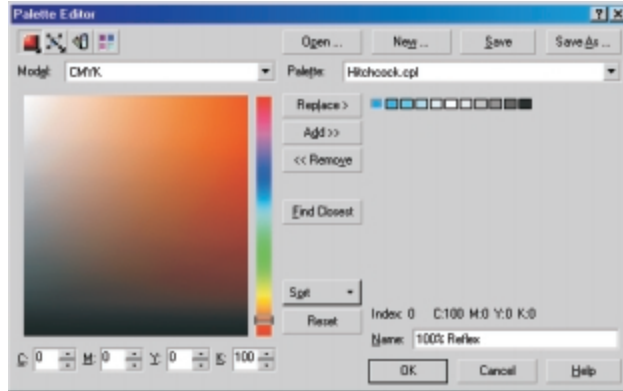 Palette Editor
Open ... New ... Save Save As ...
Model: CMYK Palette: Hitchcock.cpl
Replace >
Add >>
<< Remove
Find Closest
Sort
Reset
Index: 0 C:100 M:0 Y:0 K:0
Name: 100% Reflex
C: 0 M: 0 Y: 0 K: 100
OK Cancel Help